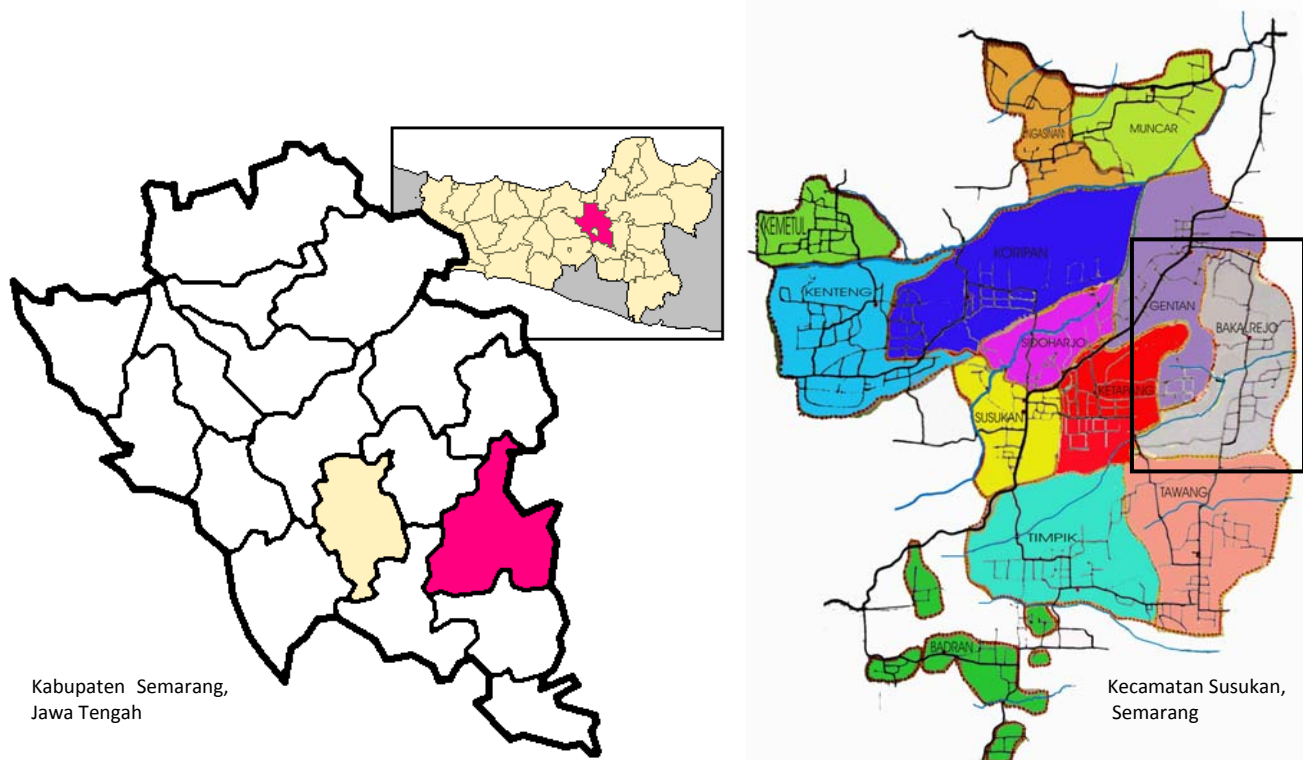 Kabupaten Semarang,
Jawa Tengah
NGASINAN
MUNCAR
KEMETUL
KORIPAN
KENTENG
GENTAN
BAKALREJO
SIDOHARJO
KETAPANG
SUSUKAN
TAWANG
TIMPIK
BADRAN
Kecamatan Susukan,
Semarang